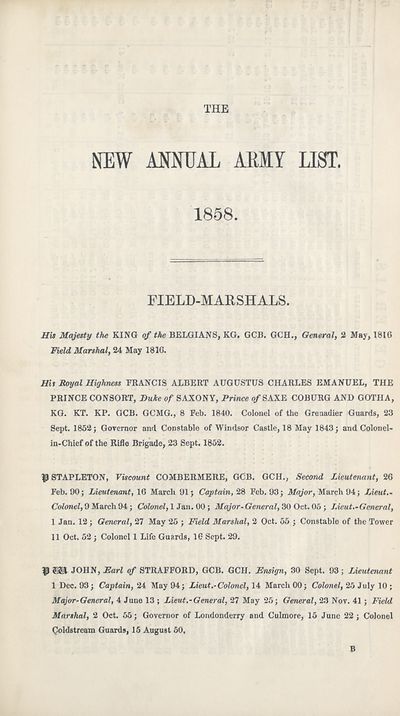 THE
NEW ANNUAL ARMY LIST.
1858.
FIELD-MARSHALS.
His Majesty the KING of the BELGIANS, KG. GCB. GCH., General, 2 May, 1816
Field Marshal, 24 May 1816.
His Royal Highness FRANCIS ALBERT AUGUSTUS CHARLES EMANUEL, THE
PRINCE CONSORT, Duke of SAXONY, Prince of SAXE COBURG AND GOTHA,
KG. KT. KP. GCB. GCMG., 8 Feb. 1840. Colonel of the Grenadier Guards, 23
Sept. 1852; Governor and Constable of Windsor Castle, 18 May 1843; and Colonel-
in-Chief of the Rifle Brigade, 23 Sept. 1852.
P STAPLETON, Viscount COMBERMERE, GCB. GCH., Second Lieutenant, 26
Feb. 90; Lieutenant, 16 March 91; Captain, 28 Feb. 93; Major, March 94; Lieut.-
Colonel, 9 March 94; Colonel, 1 Jan. 00; Major-General, 30 Oct. 05; Lieut.-General,
1 Jan. 12; General, 27 May 25; Field Marshal, 2 Oct. 55; Constable of the Tower
11 Oct. 52; Colonel 1 Life Guards, 16 Sept. 29.
P W JOHN, Earl of STRAFFORD, GCB. GCH. Ensign, 30 Sept. 93; Lieutenant
1 Dec. 93; Captain, 24 May 94; Lieut.-Colonel, 14 March 00; Colonel, 25 July 10;
Major-General, 4 June 13; Lieut.-General, 27 May 25; General, 23 Nov. 41; Field
Marshal, 2 Oct. 55; Governor of Londonderry and Culmore, 15 June 22; Colonel
Coldstream Guards, 15 August 50,
B